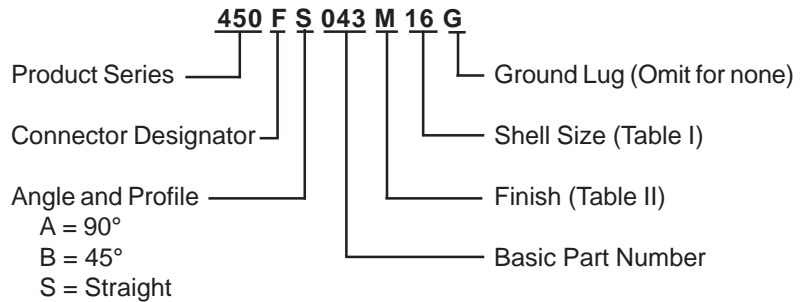 450 F S 043 M 16 G
Product Series
Connector Designator
Angle and Profile
A = 90°
B = 45°
S = Straight
Ground Lug (Omit for none)
Shell Size (Table I)
Finish (Table II)
Basic Part Number